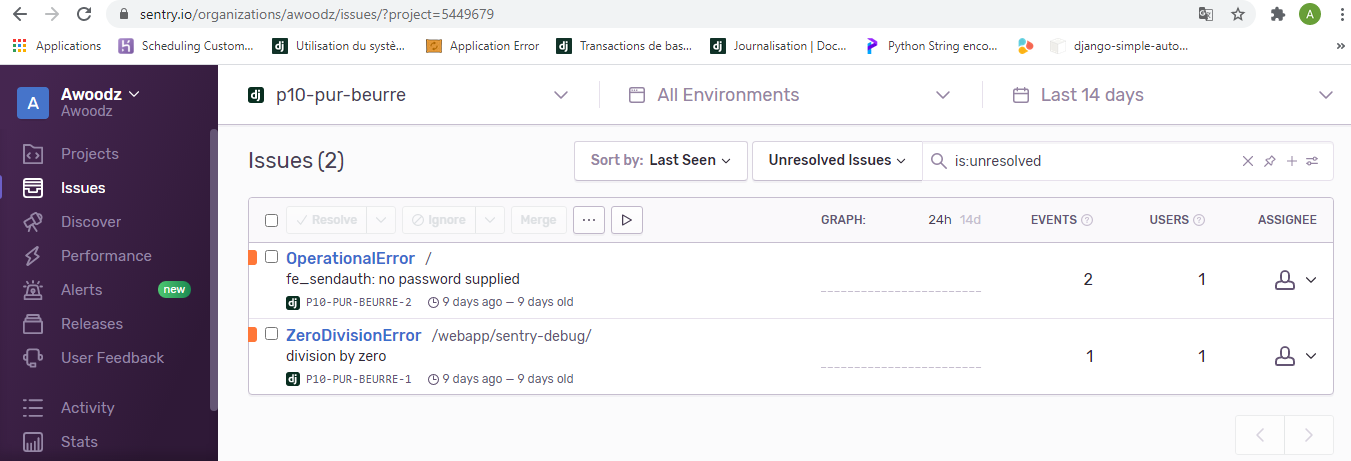 sentry.io/organizations/awoodz/issues/?project=5449679
A
Applications Scheduling Custom... dj Utilisation du systè... Application Error dj Transactions de bas... dj Journalisation | Doc... Python String enco... django-simple-auto... »
A Awoodz
Awoodz
dj p10-pur-beurre All Environments Last 14 days
Projects
Issues
Discover
Performance
Alerts new
Releases
User Feedback
Activity
Stats
Issues (2) Sort by: Last Seen Unresolved Issues is:unresolved
Resolve Ignore Merge ... GRAPH: 24h 14d EVENTS ? USERS ? ASSIGNEE
OperationalError / 2 1
fe_sendauth: no password supplied
dj P10-PUR-BEURRE-2 9 days ago — 9 days old
ZeroDivisionError /webapp/sentry-debug/ 1 1
division by zero
dj P10-PUR-BEURRE-1 9 days ago — 9 days old